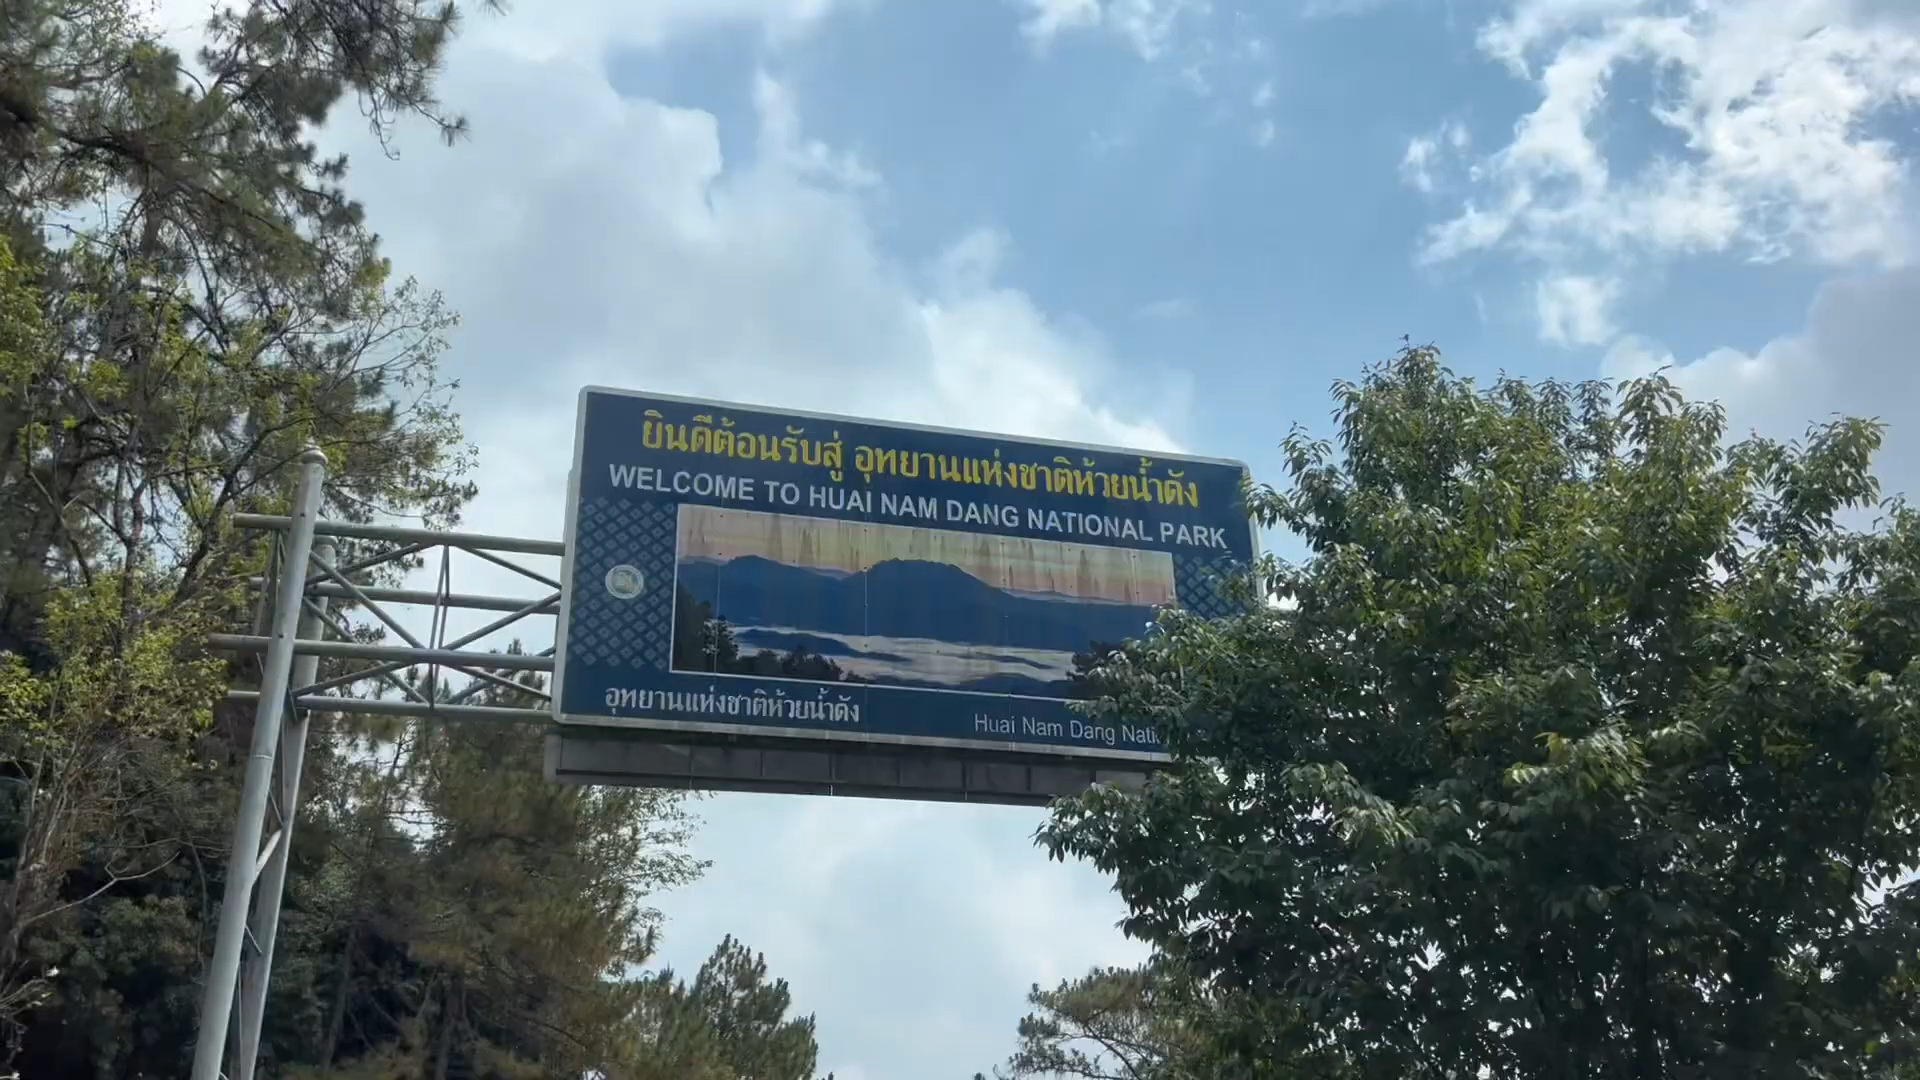 ยินดีต้อนรับสู่ อุทยานแห่งชาติห้วยน้ำดัง
WELCOME TO HUAI NAM DANG NATIONAL PARK
อุทยานแห่งชาติห้วยน้ำดัง
Huai Nam Dang